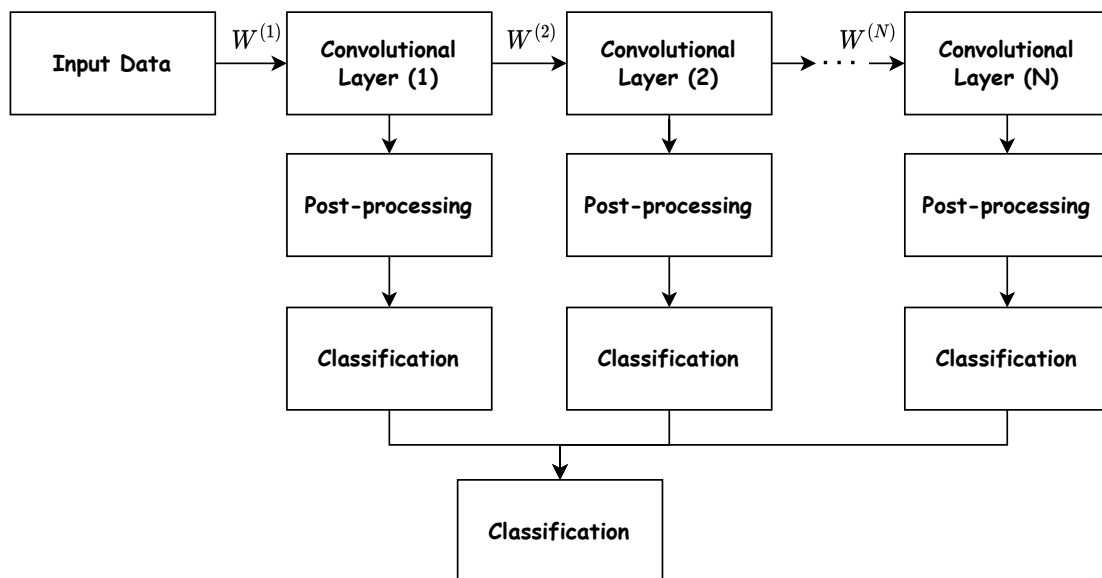 W^{(1)} W^{(2)} W^{(N)}
Input Data
Convolutional
Layer (1)
Convolutional
Layer (2)
· · ·
Convolutional
Layer (N)
Post-processing
Post-processing
Post-processing
Classification
Classification
Classification
Classification